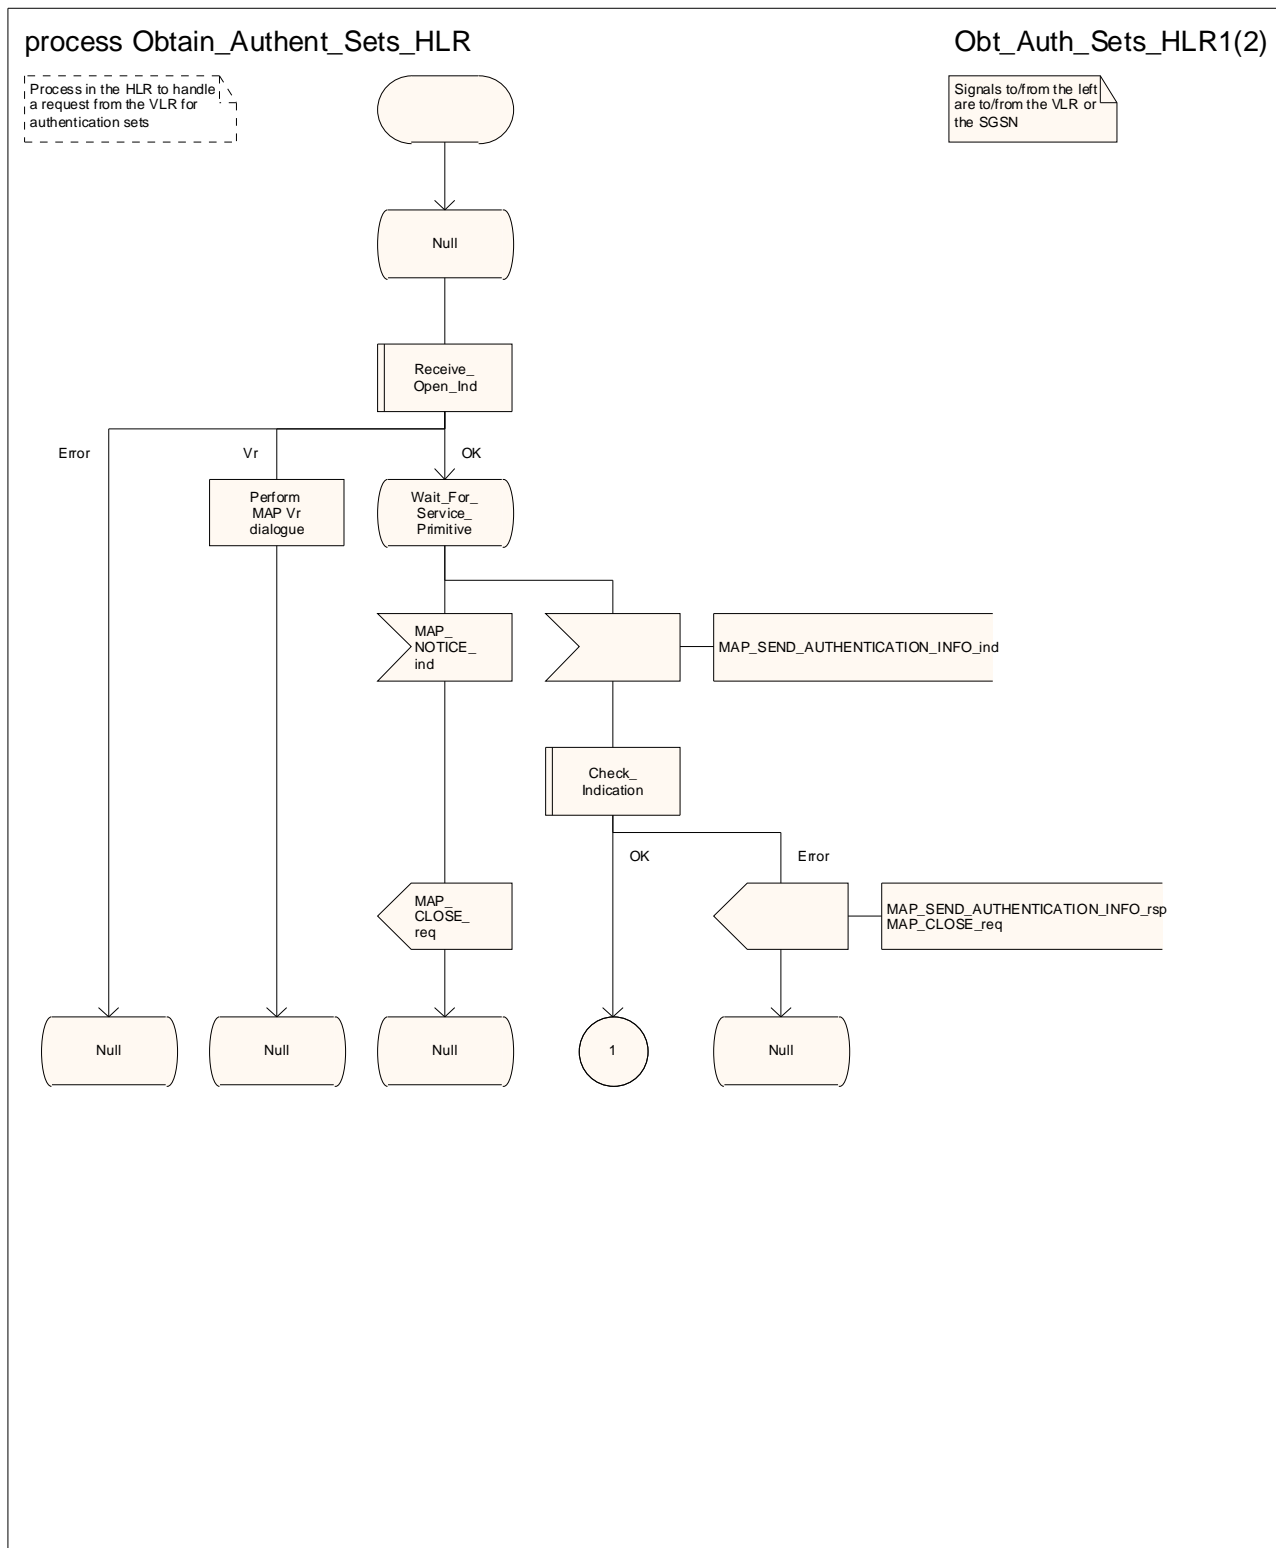 process Obtain_Authent_Sets_HLR
Obt_Auth_Sets_HLR1(2)
Process in the HLR to handle
a request from the VLR for
authentication sets
Signals to/from the left
are to/from the VLR or
the SGSN
Null
Receive_
Open_Ind
Error
Vr
OK
Perform
MAP Vr
dialogue
Wait_For_
Service_
Primitive
MAP_
NOTICE_
ind
MAP_SEND_AUTHENTICATION_INFO_ind
Check_
Indication
OK
Error
MAP_
CLOSE_
req
MAP_SEND_AUTHENTICATION_INFO_rsp
MAP_CLOSE_req
Null
Null
Null
1
Null